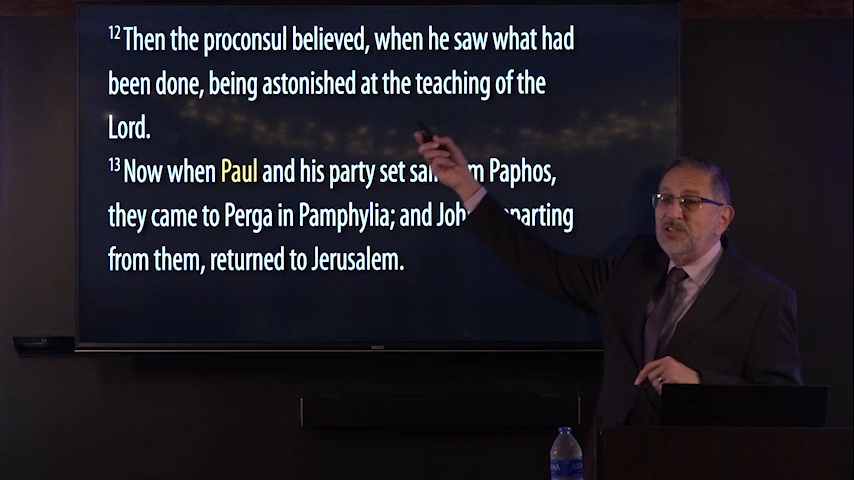 12 Then the proconsul believed, when he saw what had
been done, being astonished at the teaching of the
Lord.
13 Now when Paul and his party set Paphos,
they came to Perga in Pamphylia; and
from them, returned to Jerusalem.